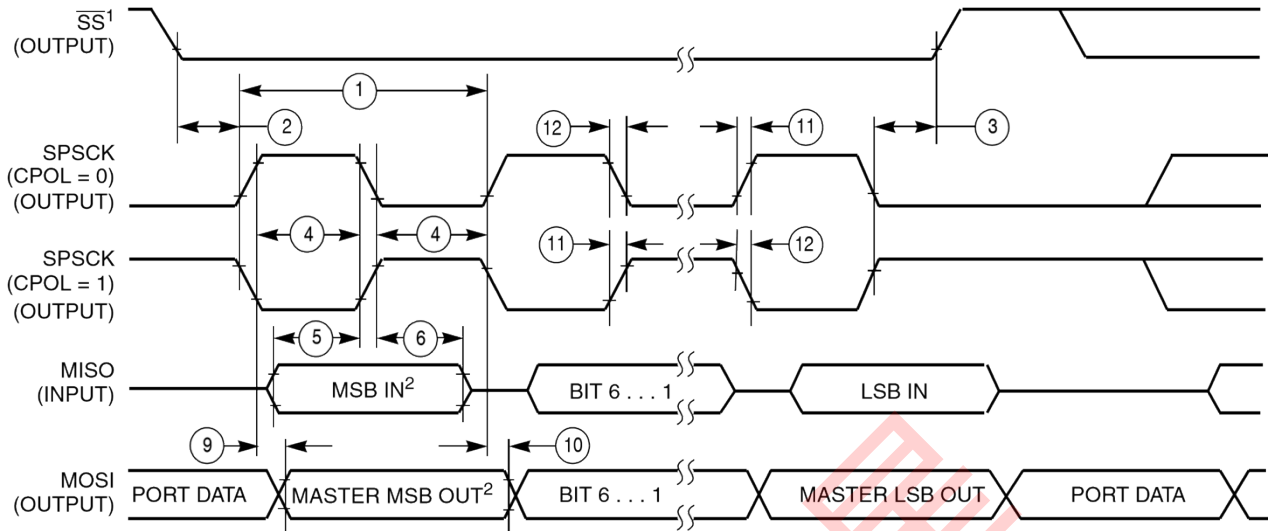 SS¹
(OUTPUT)
1
2
12
11
3
SPSCK
(CPOL = 0)
(OUTPUT)
4
4
11
12
SPSCK
(CPOL = 1)
(OUTPUT)
5
6
MISO
(INPUT)
MSB IN²
BIT 6 . . . 1
LSB IN
9
10
MOSI
(OUTPUT)
PORT DATA
MASTER MSB OUT²
BIT 6 . . . 1
MASTER LSB OUT
PORT DATA